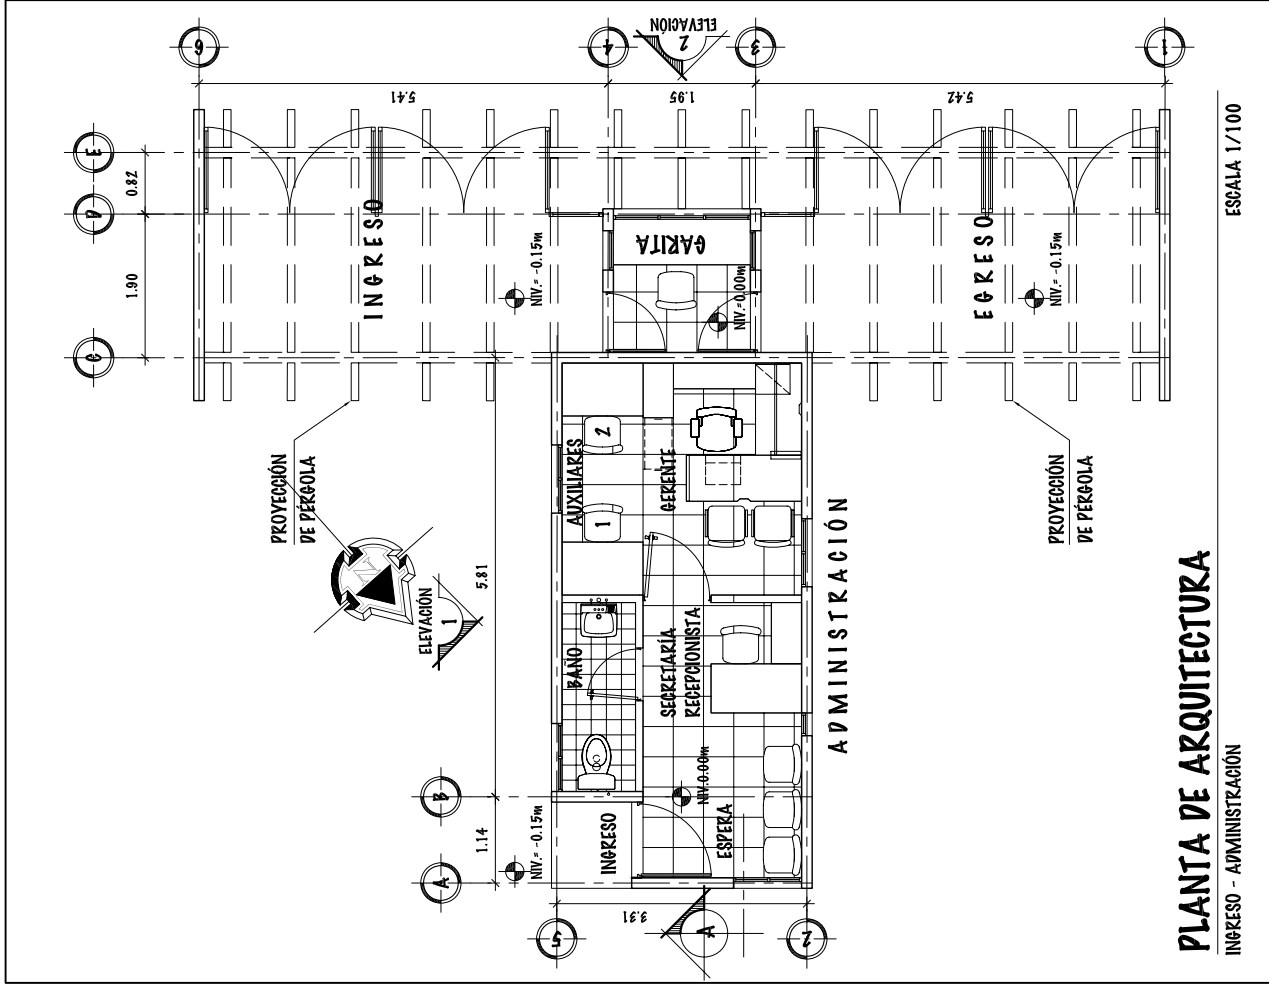 6
4
ELEVACIÓN
2
3
1
5.41
1.95
5.42
E
D
C
0.82
1.90
INGRESO
NIV.= -0.15m
GARITA
NIV.=0.00m
EGRESO
NIV.= -0.15m
ESCALA 1/100
PROYECCIÓN
DE PÉRGOLA
PROYECCIÓN
DE PÉRGOLA
N
ELEVACIÓN
1
5.81
AUXILIARES
1
2
GERENTE
BAÑO
SECRETARÍA
RECEPCIONISTA
ADMINISTRACIÓN
B
A
1.14
NIV.= -0.15m
INGRESO
NIV.0.00m
ESPERA
3.31
5
A
2
PLANTA DE ARQUITECTURA
INGRESO - ADMINISTRACIÓN